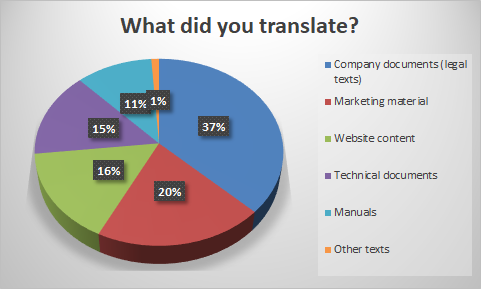 What did you translate?
37%
20%
16%
15%
11%
1%
Company documents (legal
texts)
Marketing material
Website content
Technical documents
Manuals
Other texts